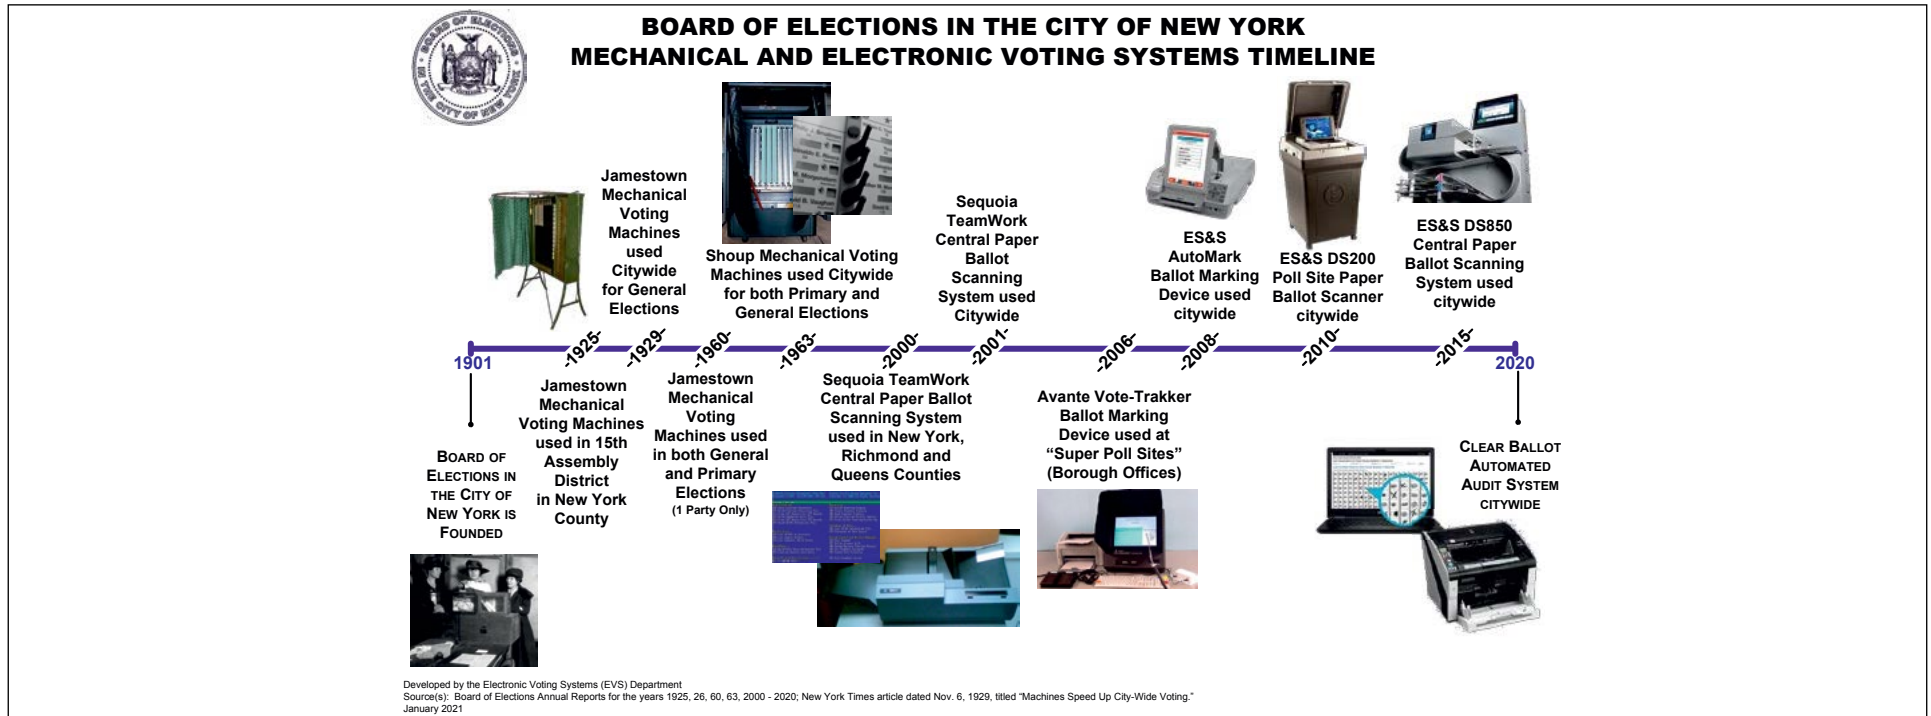 BOARD OF ELECTIONS IN THE CITY OF NEW YORK
MECHANICAL AND ELECTRONIC VOTING SYSTEMS TIMELINE
BOARD OF ELECTIONS
IN THE CITY OF NEW YORK
Jamestown
Mechanical
Voting
Machines
used
Citywide
for General
Elections
Shoup Mechanical Voting
Machines used Citywide
for both Primary and
General Elections
Sequoia
TeamWork
Central Paper
Ballot
Scanning
System used
Citywide
ES&S
AutoMark
Ballot Marking
Device used
citywide
ES&S DS200
Poll Site Paper
Ballot Scanner
citywide
ES&S DS850
Central Paper
Ballot Scanning
System used
citywide
1901
-1925-
-1929-
-1960-
-1963-
-2000-
-2001-
-2006-
-2008-
-2010-
-2015-
2020
BOARD OF
ELECTIONS IN
THE CITY OF
NEW YORK IS
FOUNDED
Jamestown
Mechanical
Voting Machines
used in 15th
Assembly
District
in New York
County
Jamestown
Mechanical
Voting
Machines used
in both General
and Primary
Elections
(1 Party Only)
Sequoia TeamWork
Central Paper Ballot
Scanning System
used in New York,
Richmond and
Queens Counties
Avante Vote-Trakker
Ballot Marking
Device used at
“Super Poll Sites”
(Borough Offices)
CLEAR BALLOT
AUTOMATED
AUDIT SYSTEM
CITYWIDE
Developed by the Electronic Voting Systems (EVS) Department
Source(s): Board of Elections Annual Reports for the years 1925, 26, 60, 63, 2000 - 2020; New York Times article dated Nov. 6, 1929, titled “Machines Speed Up City-Wide Voting.”
January 2021